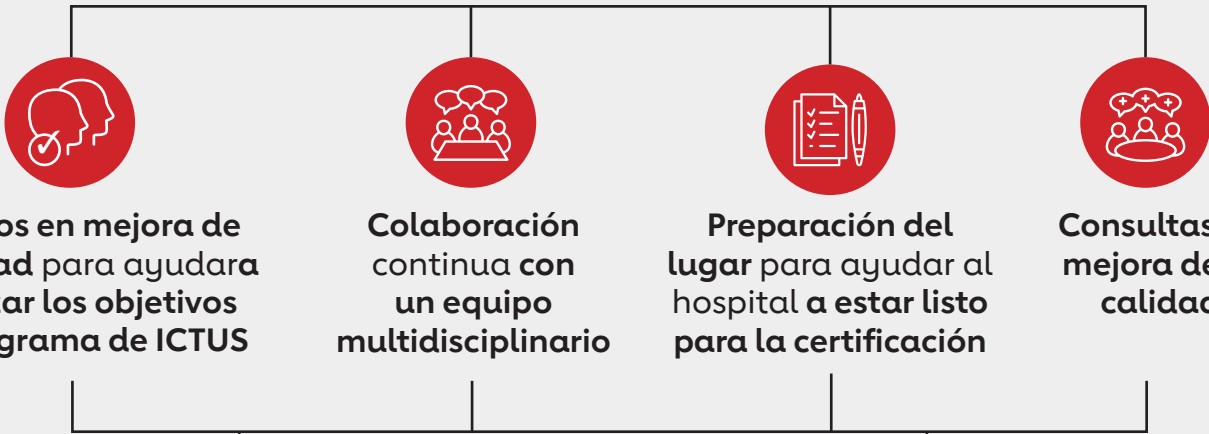 os en mejora de
ad para ayudara
ar los objetivos
grama de ICTUS
Colaboración
continua con
un equipo
multidisciplinario
Preparación del
lugar para ayudar al
hospital a estar listo
para la certificación
Consultas
mejora de
calidad